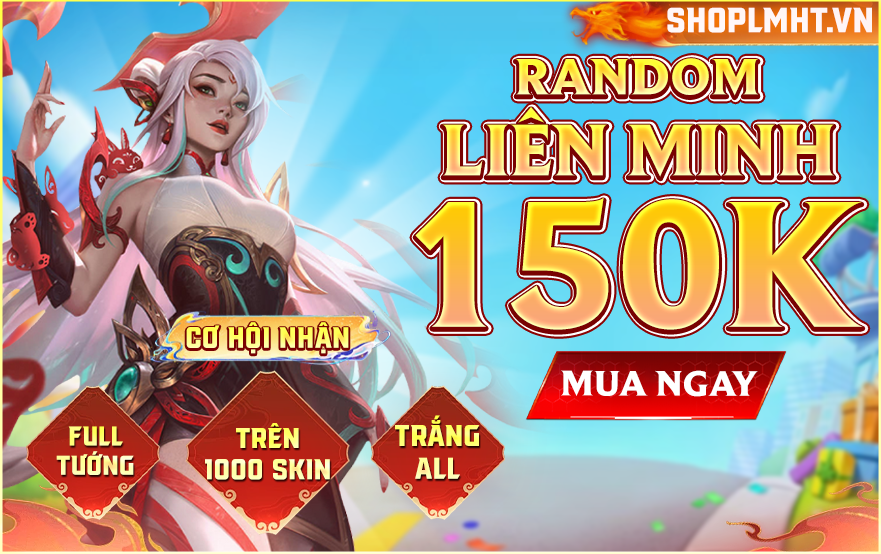 SHOPLMHT.VN
RANDOM
LIÊN MINH
150K
MUA NGAY
CƠ HỘI NHẬN
FULL
TƯỚNG
TRÊN
1000 SKIN
TRẮNG
ALL